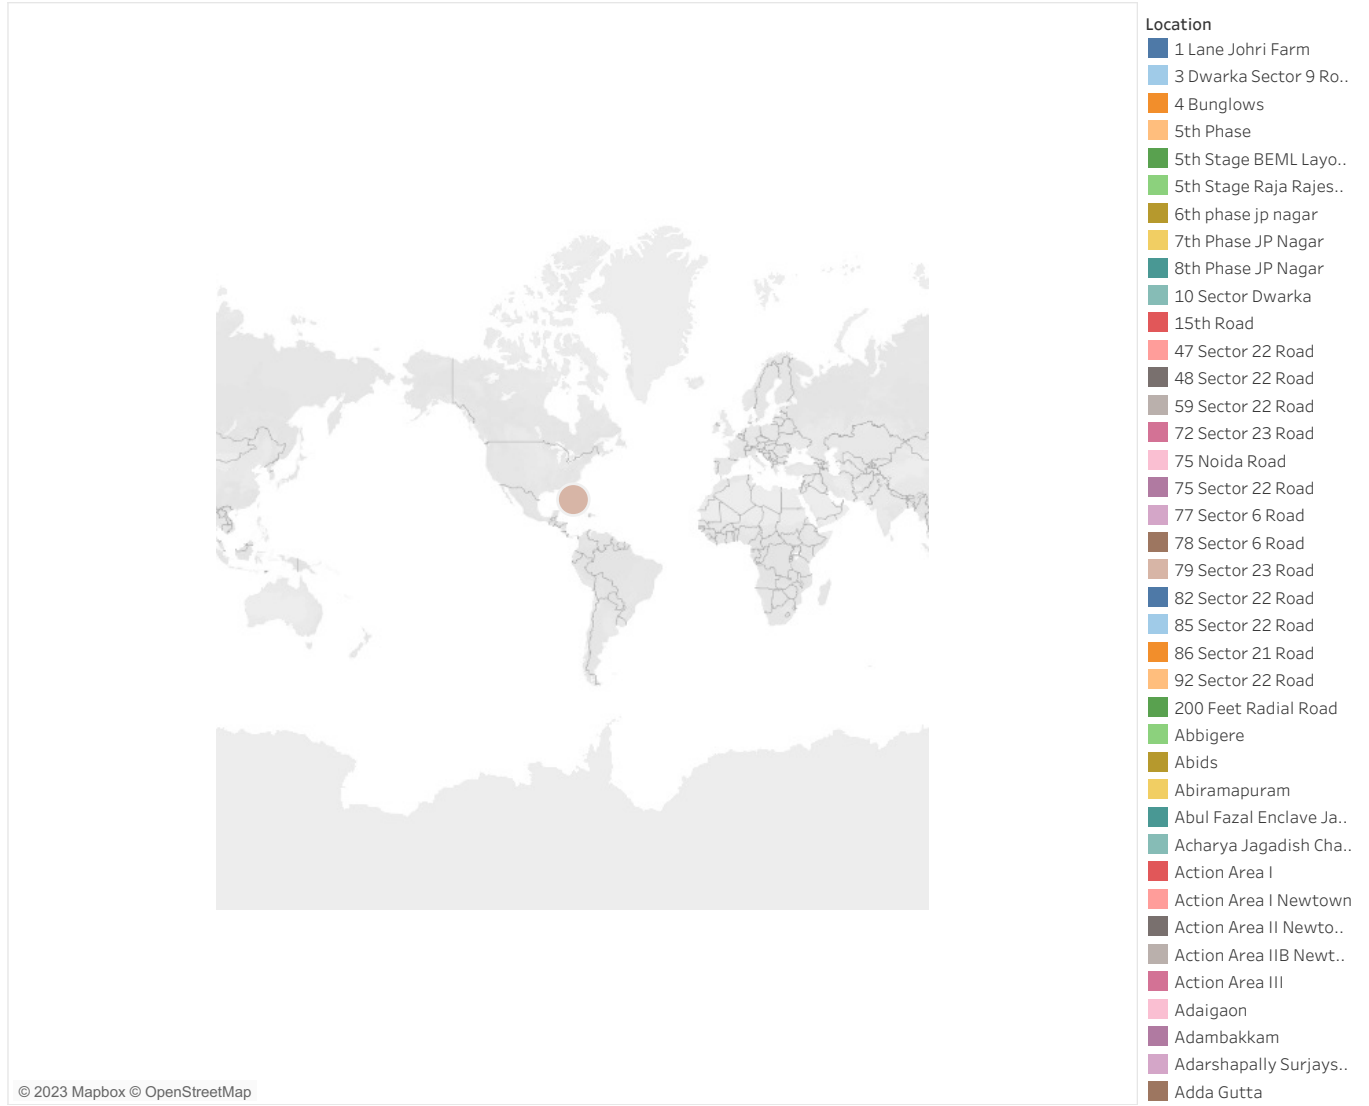 Location
1 Lane Johri Farm
3 Dwarka Sector 9 Ro..
4 Bunglows
5th Phase
5th Stage BEML Layo..
5th Stage Raja Rajes..
6th phase jp nagar
7th Phase JP Nagar
8th Phase JP Nagar
10 Sector Dwarka
15th Road
47 Sector 22 Road
48 Sector 22 Road
59 Sector 22 Road
72 Sector 23 Road
75 Noida Road
75 Sector 22 Road
77 Sector 6 Road
78 Sector 6 Road
79 Sector 23 Road
82 Sector 22 Road
85 Sector 22 Road
86 Sector 21 Road
92 Sector 22 Road
200 Feet Radial Road
Abbigere
Abids
Abiramapuram
Abul Fazal Enclave Ja..
Acharya Jagadish Cha..
Action Area I
Action Area I Newtown
Action Area II Newto..
Action Area IIB Newt..
Action Area III
Adaigaon
Adambakkam
Adarshapally Surjays..
Adda Gutta
© 2023 Mapbox © OpenStreetMap